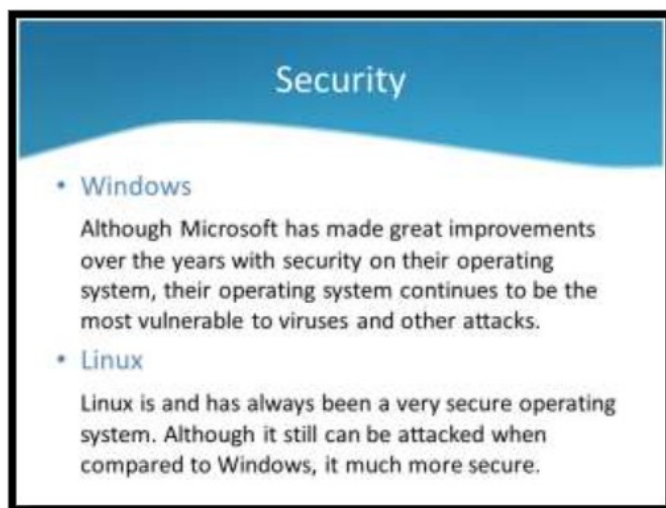 Security
• Windows
Although Microsoft has made great improvements
over the years with security on their operating
system, their operating system continues to be the
most vulnerable to viruses and other attacks.
• Linux
Linux is and has always been a very secure operating
system. Although it still can be attacked when
compared to Windows, it much more secure.